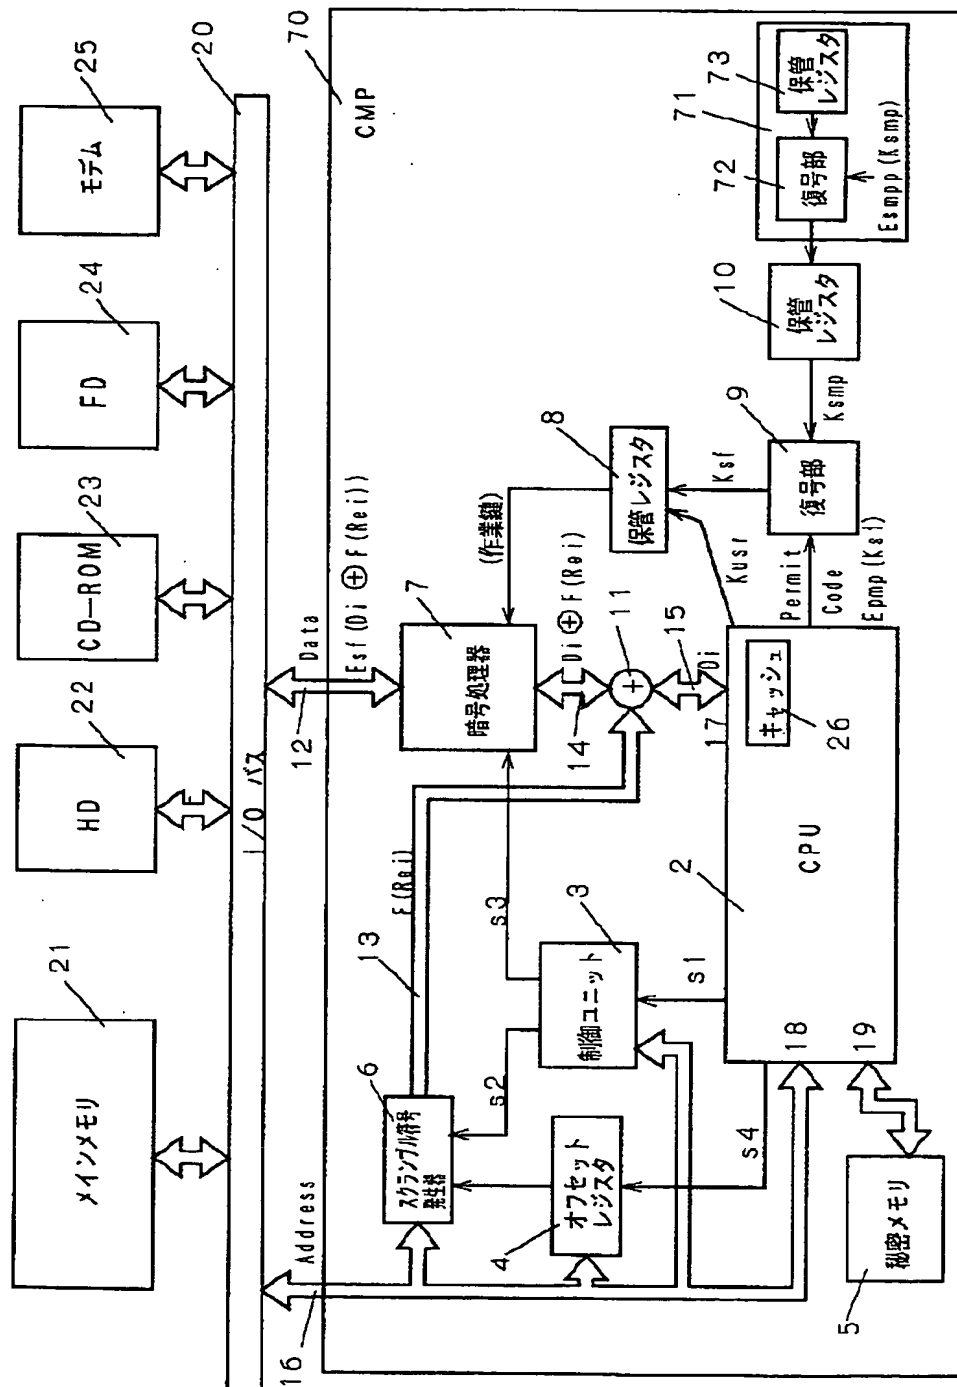 21
メインメモリ
22
HD
23
CD-ROM
24
FD
25
モデム
20
I/O バス
70
CMP
16
Address
12
Data
Esf(Di⊕F(Rei))
13
F(Rei)
6
スクランブル符号
発生器
7
暗号処理器
(作業鍵)
8
保管レジスタ
14
Di⊕F(Rei)
11
15
Di
s2
s3
3
制御ユニット
4
オフセット
レジスタ
s4
s1
2
CPU
17
18
19
キャッシュ
26
5
秘密メモリ
Kusr
Ksf
9
復号部
Permit
Code
Epmp(Ksf)
Ksmp
10
保管
レジスタ
71
72
復号部
73
保管
レジスタ
Esmpp(Ksmp)